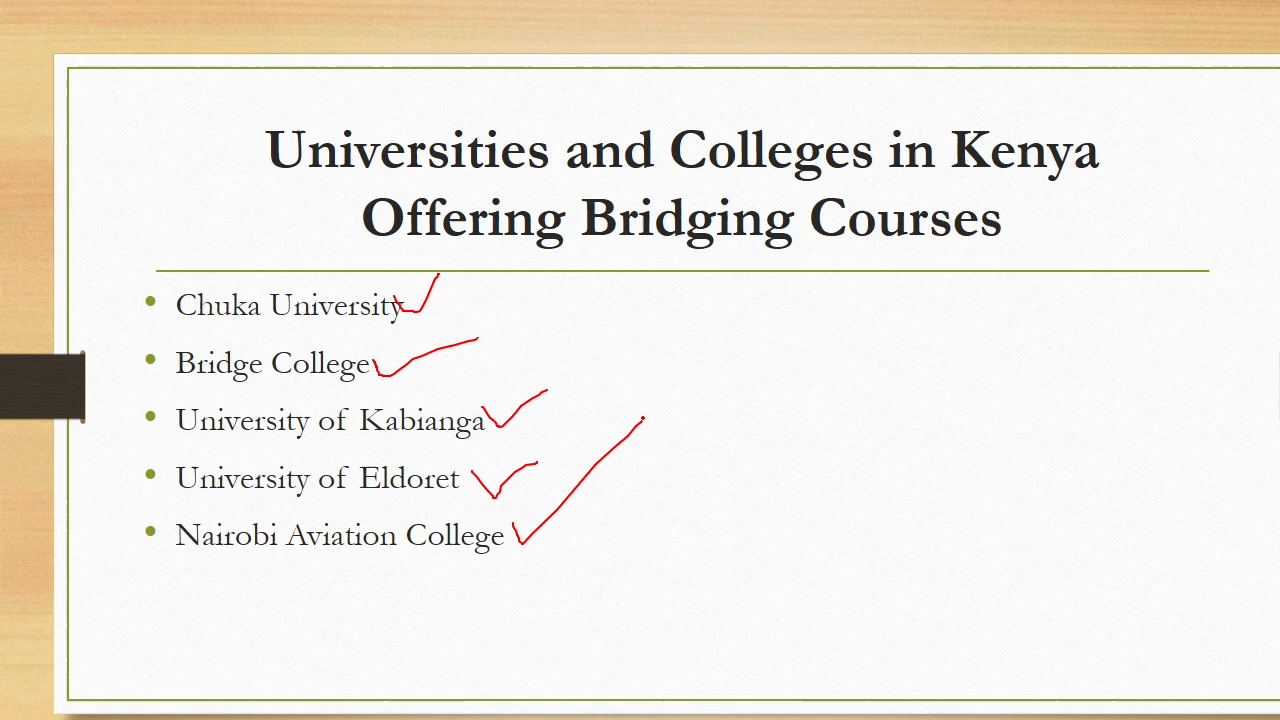 Universities and Colleges in Kenya
Offering Bridging Courses
• Chuka University
• Bridge College
• University of Kabianga
• University of Eldoret
• Nairobi Aviation College